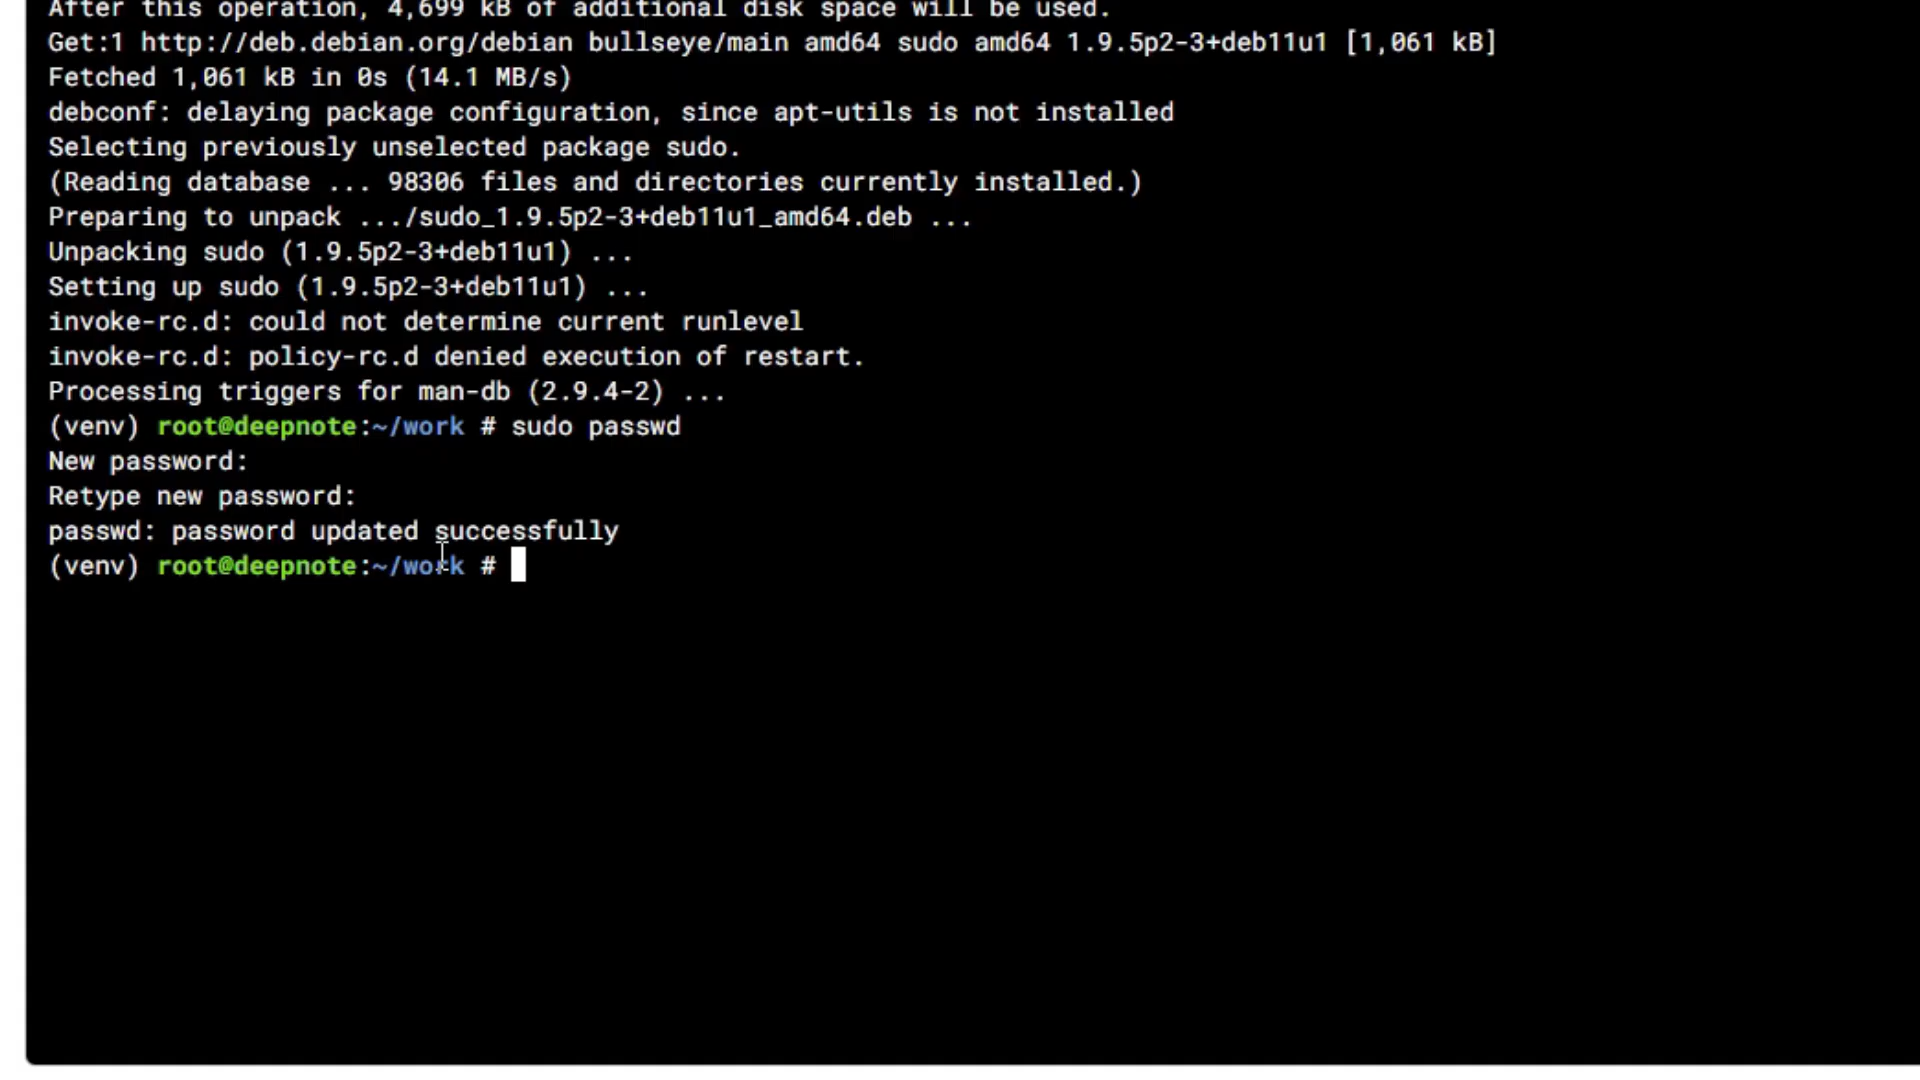 After this operation, 4,699 kB of additional disk space will be used.
Get:1 http://deb.debian.org/debian bullseye/main amd64 sudo amd64 1.9.5p2-3+deb11u1 [1,061 kB]
Fetched 1,061 kB in 0s (14.1 MB/s)
debconf: delaying package configuration, since apt-utils is not installed
Selecting previously unselected package sudo.
(Reading database ... 98306 files and directories currently installed.)
Preparing to unpack .../sudo_1.9.5p2-3+deb11u1_amd64.deb ...
Unpacking sudo (1.9.5p2-3+deb11u1) ...
Setting up sudo (1.9.5p2-3+deb11u1) ...
invoke-rc.d: could not determine current runlevel
invoke-rc.d: policy-rc.d denied execution of restart.
Processing triggers for man-db (2.9.4-2) ...
(venv) root@deepnote:~/work # sudo passwd
New password:
Retype new password:
passwd: password updated successfully
(venv) root@deepnote:~/work #